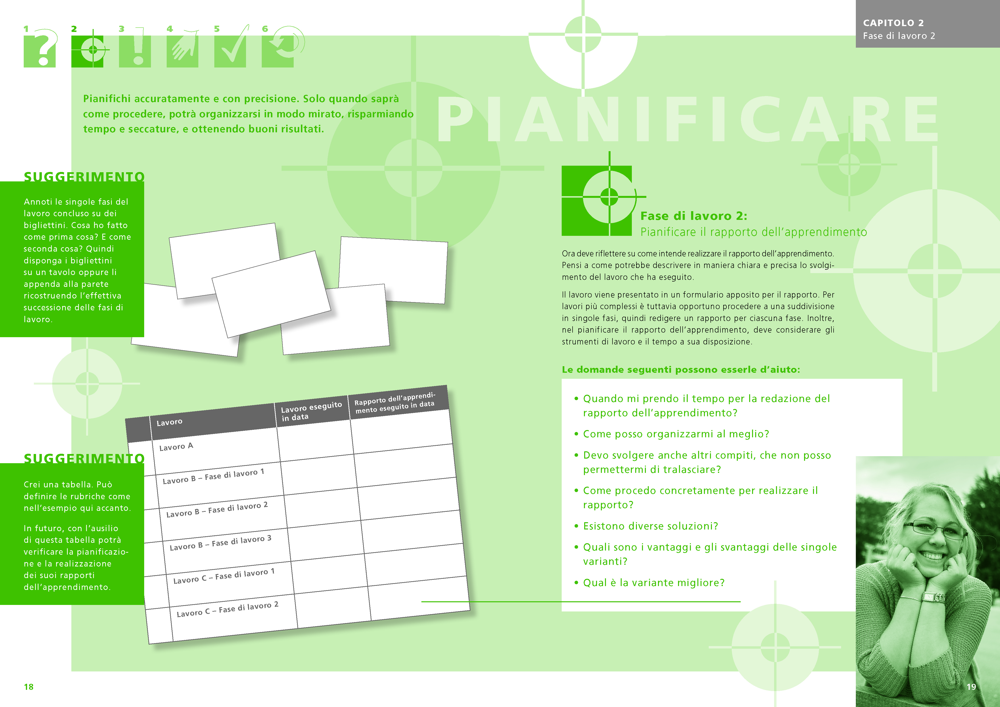 1 2 3 4 5 6
CAPITOLO 2
Fase di lavoro 2
Pianifichi accuratamente e con precisione. Solo quando saprà
come procedere, potrà organizzarsi in modo mirato, risparmiando
tempo e seccature, e ottenendo buoni risultati.
PIANIFICARE
SUGGERIMENTO
Annoti le singole fasi del
lavoro concluso su dei
bigliettini. Cosa ho fatto
come prima cosa? E come
seconda cosa? Quindi
disponga i bigliettini
su un tavolo oppure li
appenda alla parete
ricostruendo l’effettiva
successione delle fasi di
lavoro.
Lavoro
Lavoro eseguito
in data
Rapporto dell’apprendi-
mento eseguito in data
Lavoro A
Lavoro B – Fase di lavoro 1
Lavoro B – Fase di lavoro 2
Lavoro B – Fase di lavoro 3
Lavoro C – Fase di lavoro 1
Lavoro C – Fase di lavoro 2
SUGGERIMENTO
Crei una tabella. Può
definire le rubriche come
nell’esempio qui accanto.
In futuro, con l’ausilio
di questa tabella potrà
verificare la pianificazio-
ne e la realizzazione
dei suoi rapporti
dell’apprendimento.
18
Fase di lavoro 2:
Pianificare il rapporto dell’apprendimento
Ora deve riflettere su come intende realizzare il rapporto dell’apprendimento.
Pensi a come potrebbe descrivere in maniera chiara e precisa lo svolgi-
mento del lavoro che ha eseguito.
Il lavoro viene presentato in un formulario apposito per il rapporto. Per
lavori più complessi è tuttavia opportuno procedere a una suddivisione
in singole fasi, quindi redigere un rapporto per ciascuna fase. Inoltre,
nel pianificare il rapporto dell’apprendimento, deve considerare gli
strumenti di lavoro e il tempo a sua disposizione.
Le domande seguenti possono esserle d’aiuto:
• Quando mi prendo il tempo per la redazione del
rapporto dell’apprendimento?
• Come posso organizzarmi al meglio?
• Devo svolgere anche altri compiti, che non posso
permettermi di tralasciare?
• Come procedo concretamente per realizzare il
rapporto?
• Esistono diverse soluzioni?
• Quali sono i vantaggi e gli svantaggi delle singole
varianti?
• Qual è la variante migliore?
19